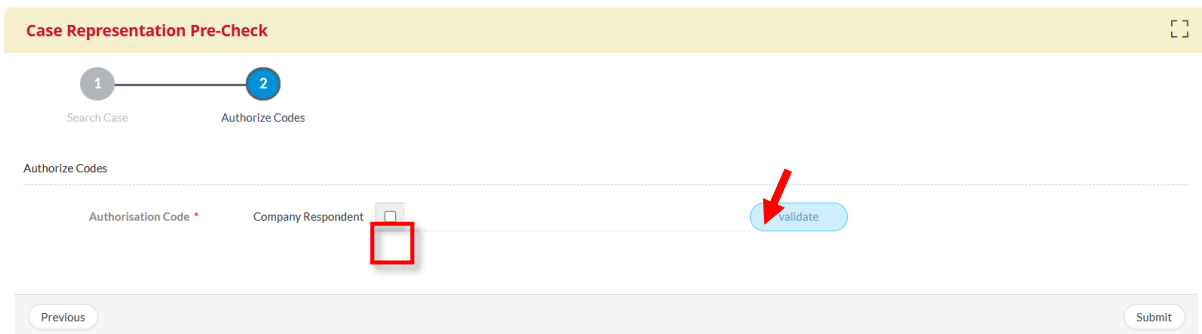 Case Representation Pre-Check
1
2
Search Case
Authorize Codes
Authorize Codes
Authorisation Code *
Company Respondent
validate
Previous
Submit